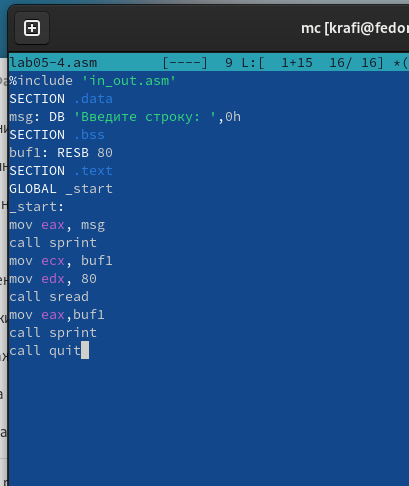 mc [krafi@fedor
lab05-4.asm [----] 9 L:[ 1+15 16/ 16] *(
%include 'in_out.asm'
SECTION .data
msg: DB 'Введите строку: ',0h
SECTION .bss
buf1: RESB 80
SECTION .text
GLOBAL _start
_start:
mov eax, msg
call sprint
mov ecx, buf1
mov edx, 80
call sread
mov eax,buf1
call sprint
call quit